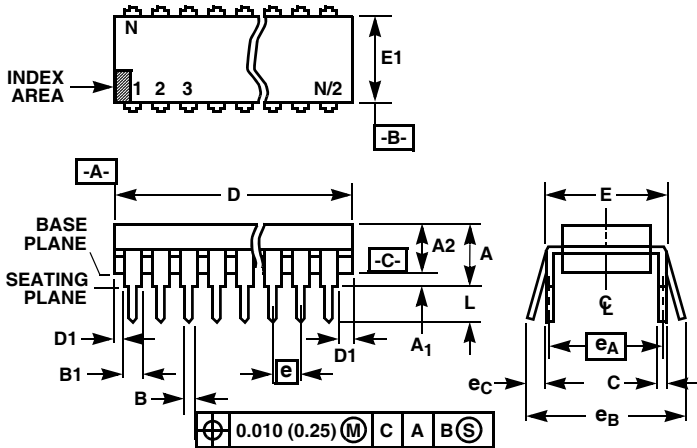 N
E1
INDEX
AREA
1 2 3 N/2
-B-
-A-
D
E
BASE
PLANE
A2
A
-C-
SEATING
PLANE
L
C
L
D1
A1
D1
eA
B1
e
eC
C
B
eB
0.010 (0.25) M C A B S